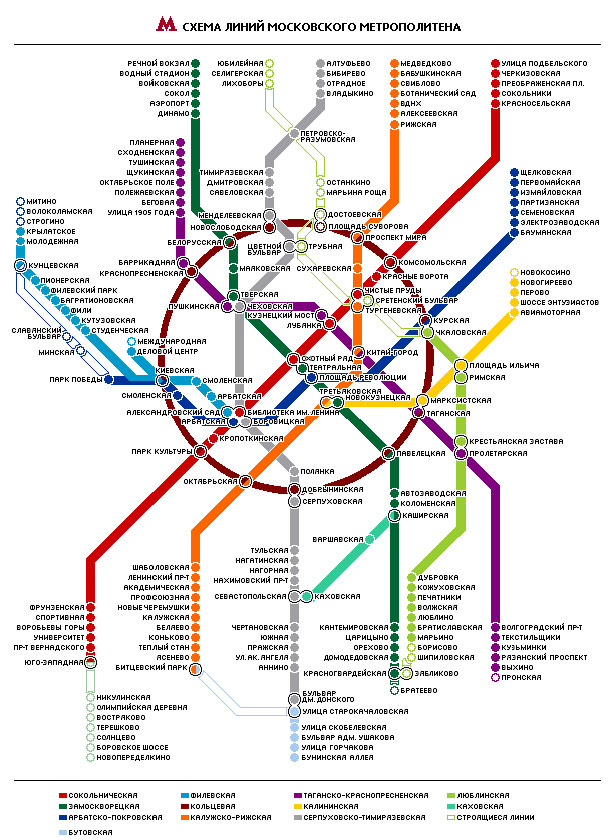 СХЕМА ЛИНИЙ МОСКОВСКОГО МЕТРОПОЛИТЕНА
РЕЧНОЙ ВОКЗАЛ
ВОДНЫЙ СТАДИОН
ВОЙКОВСКАЯ
СОКОЛ
АЭРОПОРТ
ДИНАМО
ЮБИЛЕЙНАЯ
СЕЛИГЕРСКАЯ
ЛИХОБОРЫ
АЛТУФЬЕВО
БИБИРЕВО
ОТРАДНОЕ
ВЛАДЫКИНО
МЕДВЕДКОВО
БАБУШКИНСКАЯ
СВИБЛОВО
БОТАНИЧЕСКИЙ САД
ВДНХ
АЛЕКСЕЕВСКАЯ
РИЖСКАЯ
УЛИЦА ПОДБЕЛЬСКОГО
ЧЕРКИЗОВСКАЯ
ПРЕОБРАЖЕНСКАЯ ПЛ.
СОКОЛЬНИКИ
КРАСНОСЕЛЬСКАЯ
ПЕТРОВСКО-
РАЗУМОВСКАЯ
ПЛАНЕРНАЯ
СХОДНЕНСКАЯ
ТУШИНСКАЯ
ЩУКИНСКАЯ
ОКТЯБРЬСКОЕ ПОЛЕ
ПОЛЕЖАЕВСКАЯ
БЕГОВАЯ
УЛИЦА 1905 ГОДА
ТИМИРЯЗЕВСКАЯ
ДМИТРОВСКАЯ
САВЕЛОВСКАЯ
ОСТАНКИНО
МАРЬИНА РОЩА
ЩЕЛКОВСКАЯ
ПЕРВОМАЙСКАЯ
ИЗМАЙЛОВСКАЯ
ПАРТИЗАНСКАЯ
СЕМЕНОВСКАЯ
ЭЛЕКТРОЗАВОДСКАЯ
БАУМАНСКАЯ
МИТИНО
ВОЛОКОЛАМСКАЯ
СТРОГИНО
КРЫЛАТСКОЕ
МОЛОДЕЖНАЯ
МЕНДЕЛЕЕВСКАЯ
НОВОСЛОБОДСКАЯ
ДОСТОЕВСКАЯ
ПЛОЩАДЬ СУВОРОВА
БЕЛОРУССКАЯ
ЦВЕТНОЙ
БУЛЬВАР
ТРУБНАЯ
ПРОСПЕКТ МИРА
КУНЦЕВСКАЯ
БАРРИКАДНАЯ
КРАСНОПРЕСНЕНСКАЯ
МАЯКОВСКАЯ
СУХАРЕВСКАЯ
КОМСОМОЛЬСКАЯ
КРАСНЫЕ ВОРОТА
НОВОКОСИНО
НОВОГИРЕЕВО
ПЕРОВО
ШОССЕ ЭНТУЗИАСТОВ
АВИАМОТОРНАЯ
ПИОНЕРСКАЯ
ФИЛЕВСКИЙ ПАРК
БАГРАТИОНОВСКАЯ
ФИЛИ
КУТУЗОВСКАЯ
СТУДЕНЧЕСКАЯ
ТВЕРСКАЯ
ПУШКИНСКАЯ
ЧЕХОВСКАЯ
КУЗНЕЦКИЙ МОСТ
ЛУБЯНКА
ЧИСТЫЕ ПРУДЫ
СРЕТЕНСКИЙ БУЛЬВАР
ТУРГЕНЕВСКАЯ
КУРСКАЯ
ЧКАЛОВСКАЯ
СЛАВЯНСКИЙ
БУЛЬВАР
МИНСКАЯ
МЕЖДУНАРОДНАЯ
ДЕЛОВОЙ ЦЕНТР
ОХОТНЫЙ РЯД
ТЕАТРАЛЬНАЯ
ПЛОЩАДЬ РЕВОЛЮЦИИ
КИТАЙ-ГОРОД
ПЛОЩАДЬ ИЛЬИЧА
РИМСКАЯ
ПАРК ПОБЕДЫ
КИЕВСКАЯ
СМОЛЕНСКАЯ
СМОЛЕНСКАЯ
АРБАТСКАЯ
ТРЕТЬЯКОВСКАЯ
НОВОКУЗНЕЦКАЯ
МАРКСИСТСКАЯ
ТАГАНСКАЯ
АЛЕКСАНДРОВСКИЙ САД
БИБЛИОТЕКА ИМ. ЛЕНИНА
АРБАТСКАЯ
БОРОВИЦКАЯ
КРОПОТКИНСКАЯ
ПАРК КУЛЬТУРЫ
КРЕСТЬЯНСКАЯ ЗАСТАВА
ПРОЛЕТАРСКАЯ
ПАВЕЛЕЦКАЯ
ПОЛЯНКА
ОКТЯБРЬСКАЯ
ДОБРЫНИНСКАЯ
СЕРПУХОВСКАЯ
АВТОЗАВОДСКАЯ
КОЛОМЕНСКАЯ
КАШИРСКАЯ
ВАРШАВСКАЯ
ТУЛЬСКАЯ
НАГАТИНСКАЯ
НАГОРНАЯ
НАХИМОВСКИЙ ПР-Т
СЕВАСТОПОЛЬСКАЯ
КАХОВСКАЯ
ШАБОЛОВСКАЯ
ЛЕНИНСКИЙ ПР-Т
АКАДЕМИЧЕСКАЯ
ПРОФСОЮЗНАЯ
НОВЫЕ ЧЕРЕМУШКИ
КАЛУЖСКАЯ
БЕЛЯЕВО
КОНЬКОВО
ТЕПЛЫЙ СТАН
ЯСЕНЕВО
БИТЦЕВСКИЙ ПАРК
ФРУНЗЕНСКАЯ
СПОРТИВНАЯ
ВОРОБЬЕВЫ ГОРЫ
УНИВЕРСИТЕТ
ПР-Т ВЕРНАДСКОГО
ЮГО-ЗАПАДНАЯ
ЧЕРТАНОВСКАЯ
ЮЖНАЯ
ПРАЖСКАЯ
УЛ. АК. ЯНГЕЛЯ
АННИНО
КАНТЕМИРОВСКАЯ
ЦАРИЦЫНО
ОРЕХОВО
ДОМОДЕДОВСКАЯ
КРАСНОГВАРДЕЙСКАЯ
БРАТЕЕВО
ДУБРОВКА
КОЖУХОВСКАЯ
ПЕЧАТНИКИ
ВОЛЖСКАЯ
ЛЮБЛИНО
БРАТИСЛАВСКАЯ
МАРЬИНО
БОРИСОВО
ШИПИЛОВСКАЯ
ЗЯБЛИКОВО
ВОЛГОГРАДСКИЙ ПР-Т
ТЕКСТИЛЬЩИКИ
КУЗЬМИНКИ
РЯЗАНСКИЙ ПРОСПЕКТ
ВЫХИНО
ПРОНСКАЯ
НИКУЛИНСКАЯ
ОЛИМПИЙСКАЯ ДЕРЕВНЯ
ВОСТРЯКОВО
ТЕРЕШКОВО
СОЛНЦЕВО
БОРОВСКОЕ ШОССЕ
НОВОПЕРЕДЕЛКИНО
БУЛЬВАР
ДМ. ДОНСКОГО
УЛИЦА СТАРОКАЧАЛОВСКАЯ
УЛИЦА СКОБЕЛЕВСКАЯ
БУЛЬВАР АДМ. УШАКОВА
УЛИЦА ГОРЧАКОВА
БУНИНСКАЯ АЛЛЕЯ
СОКОЛЬНИЧЕСКАЯ
ЗАМОСКВОРЕЦКАЯ
АРБАТСКО-ПОКРОВСКАЯ
БУТОВСКАЯ
ФИЛЕВСКАЯ
КОЛЬЦЕВАЯ
КАЛУЖСКО-РИЖСКАЯ
ТАГАНСКО-КРАСНОПРЕСНЕНСКАЯ
КАЛИНИНСКАЯ
СЕРПУХОВСКО-ТИМИРЯЗЕВСКАЯ
ЛЮБЛИНСКАЯ
КАХОВСКАЯ
СТРОЯЩИЕСЯ ЛИНИИ